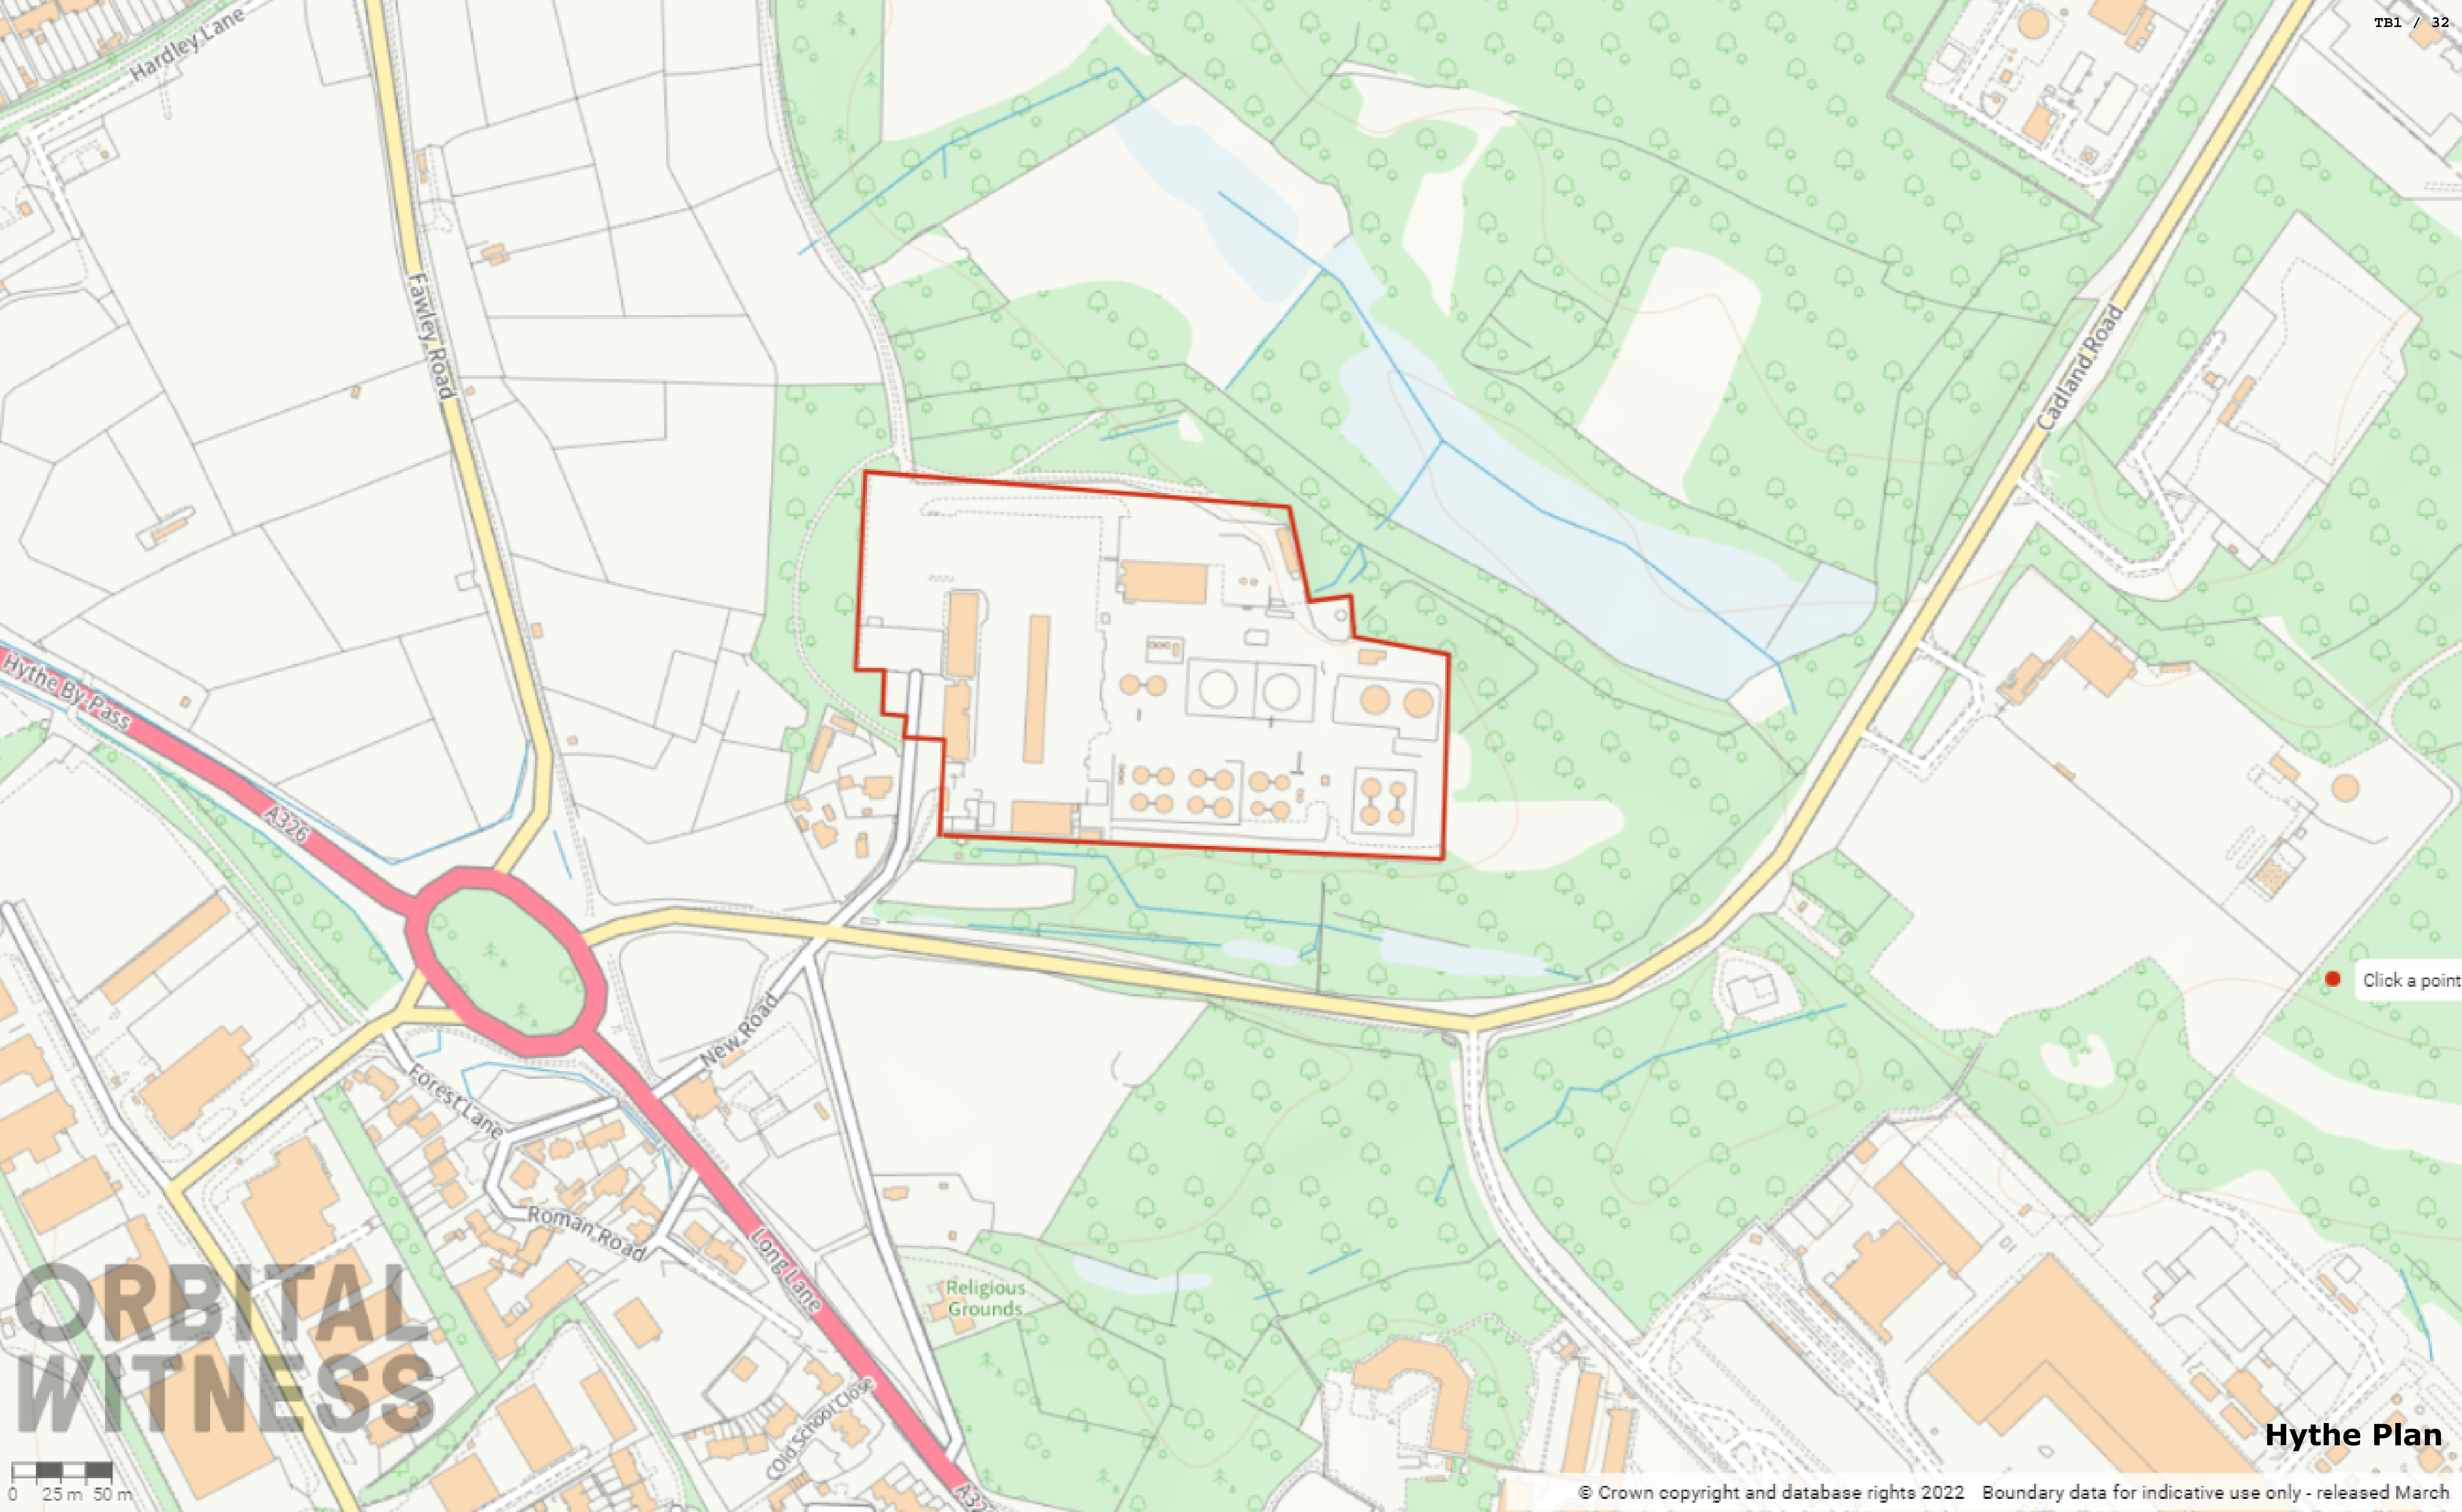 TB1 / 32
Hardley Lane
Fawley Road
Cadland Road
Hythe By-Pass
A326
Click a point
New Road
Forest Lane
Roman Road
Long Lane
Religious
Grounds
Old School Close
ORBITAL
WITNESS
Hythe Plan
0 25 m 50 m
© Crown copyright and database rights 2022 Boundary data for indicative use only - released March